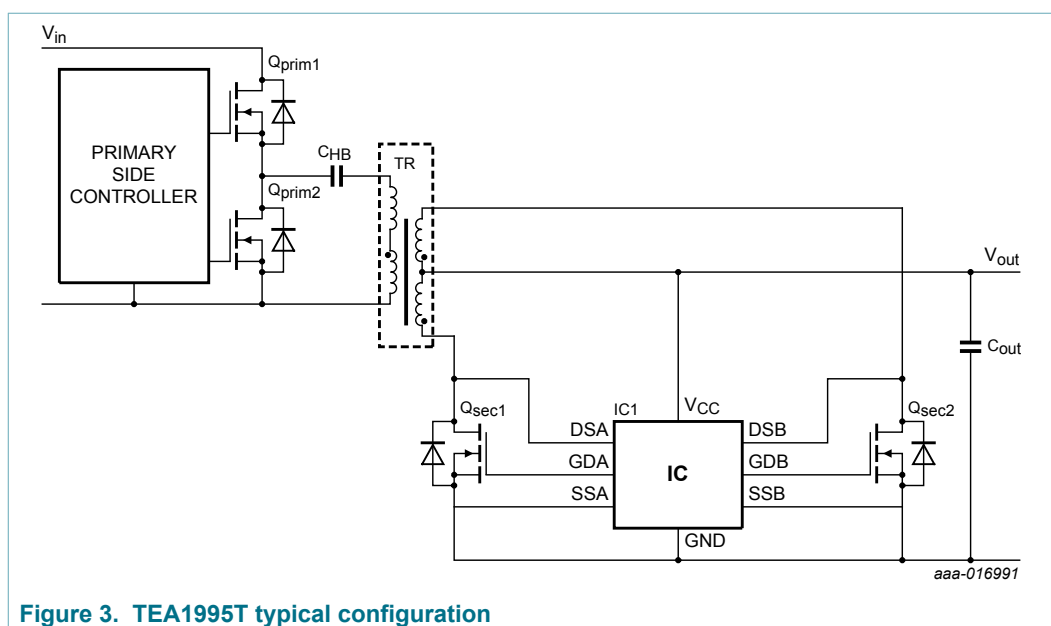 Vin
Qprim1
PRIMARY
SIDE
CONTROLLER
CHB
TR
Qprim2
Vout
Cout
Qsec1
IC1
VCC
Qsec2
DSA
DSB
GDA
IC
GDB
SSA
SSB
GND
aaa-016991
Figure 3. TEA1995T typical configuration